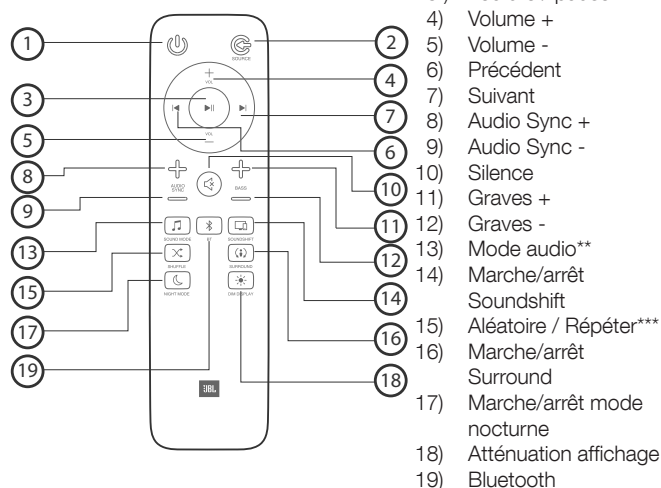 4) Volume +
5) Volume -
6) Précédent
7) Suivant
8) Audio Sync +
9) Audio Sync -
10) Silence
11) Graves +
12) Graves -
13) Mode audio**
14) Marche/arrêt
Soundshift
15) Aléatoire / Répéter***
16) Marche/arrêt
Surround
17) Marche/arrêt mode
nocturne
18) Atténuation affichage
19) Bluetooth
1
2
3
4
5
6
7
8
9
10
11
12
13
14
15
16
17
18
19
SOURCE
VOL
VOL
AUDIO
SYNC
BASS
SOUND MODE
BT
SOUNDSHIFT
SHUFFLE
SURROUND
NIGHT MODE
DIM DISPLAY
JBL